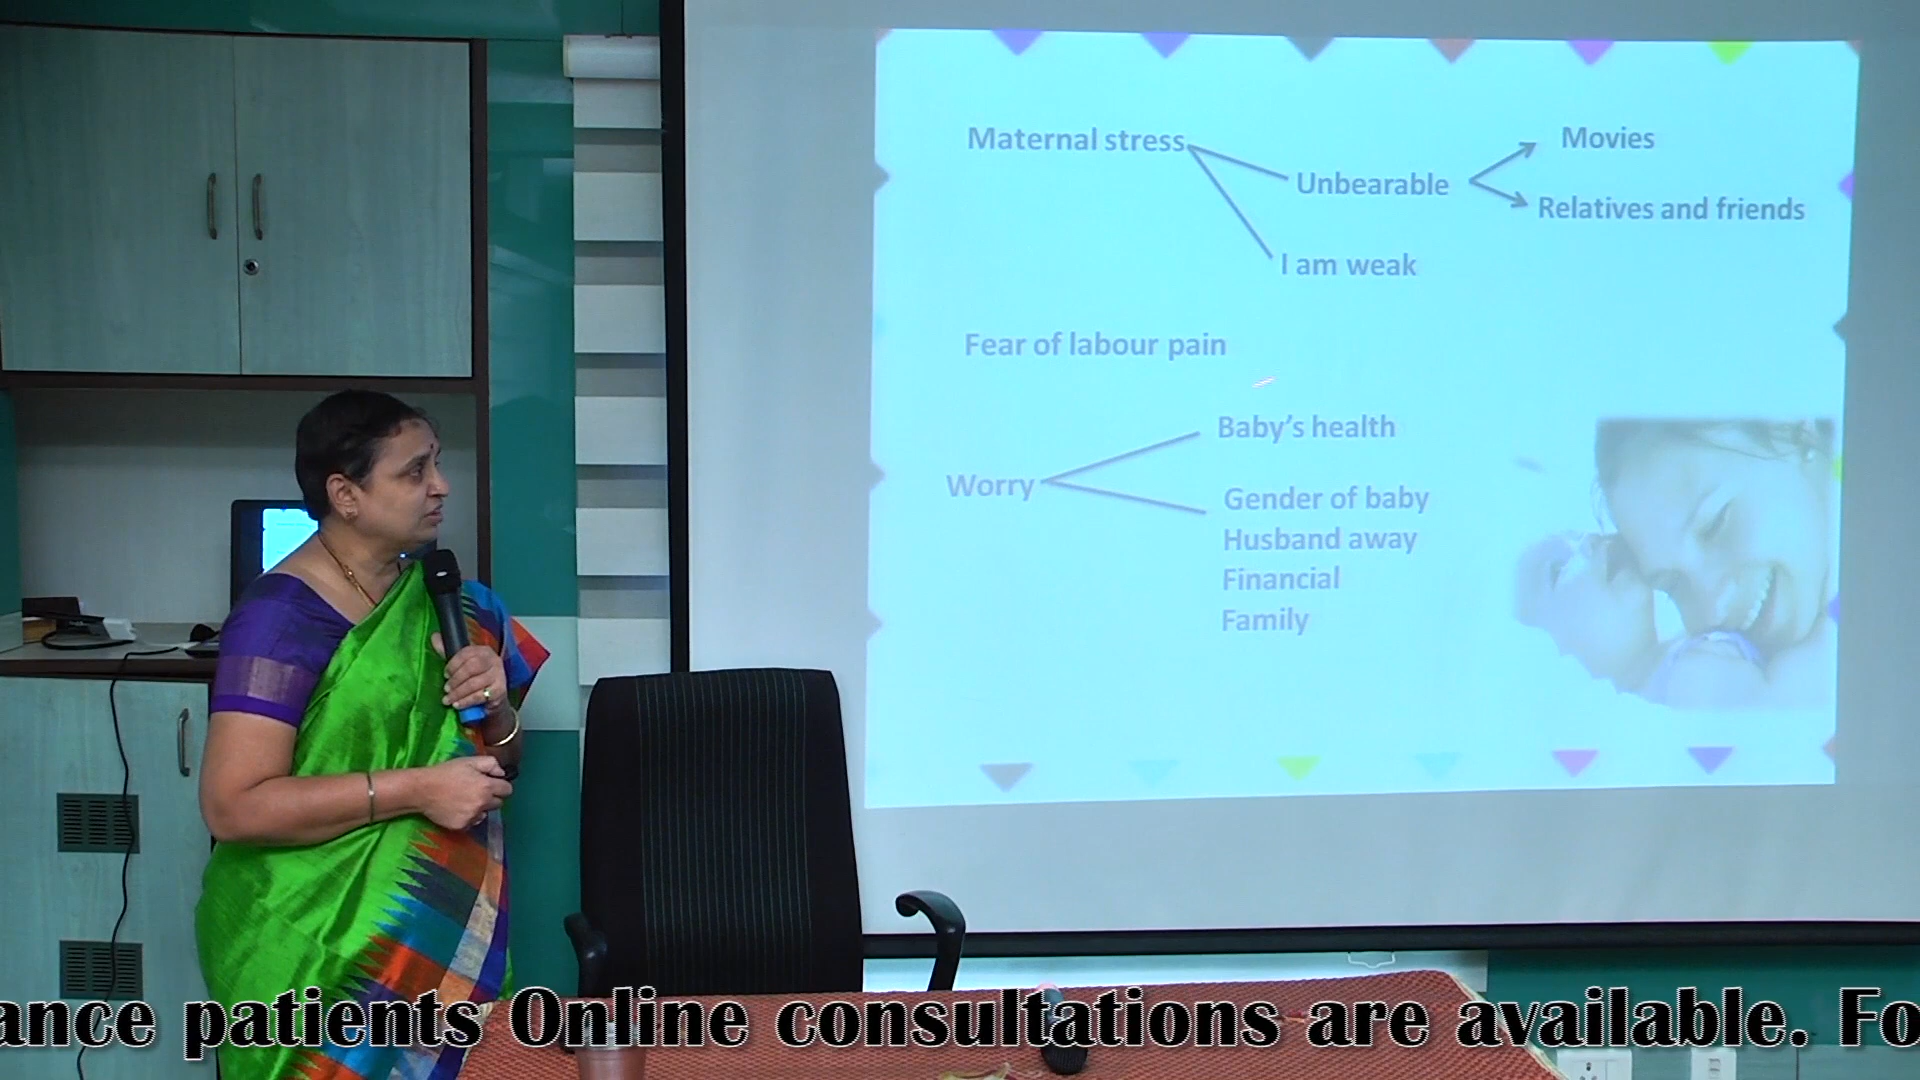 Maternal stress
Unbearable
Movies
Relatives and friends
I am weak
Fear of labour pain
Worry
Baby's health
Gender of baby
Husband away
Financial
Family
ance patients Online consultations are available. Fo